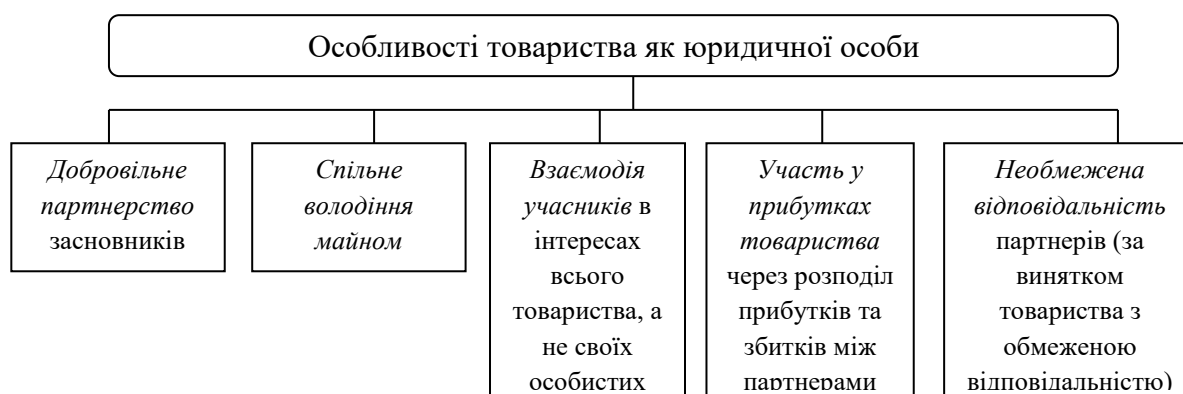 Особливості товариства як юридичної особи
Добровільне
партнерство
засновників
Спільне
володіння
майном
Взаємодія
учасників в
інтересах
всього
товариства, а
не своїх
особистих
Участь у
прибутках
товариства
через розподіл
прибутків та
збитків між
партнерами
Необмежена
відповідальність
партнерів (за
винятком
товариства з
обмеженою
відповідальністю)